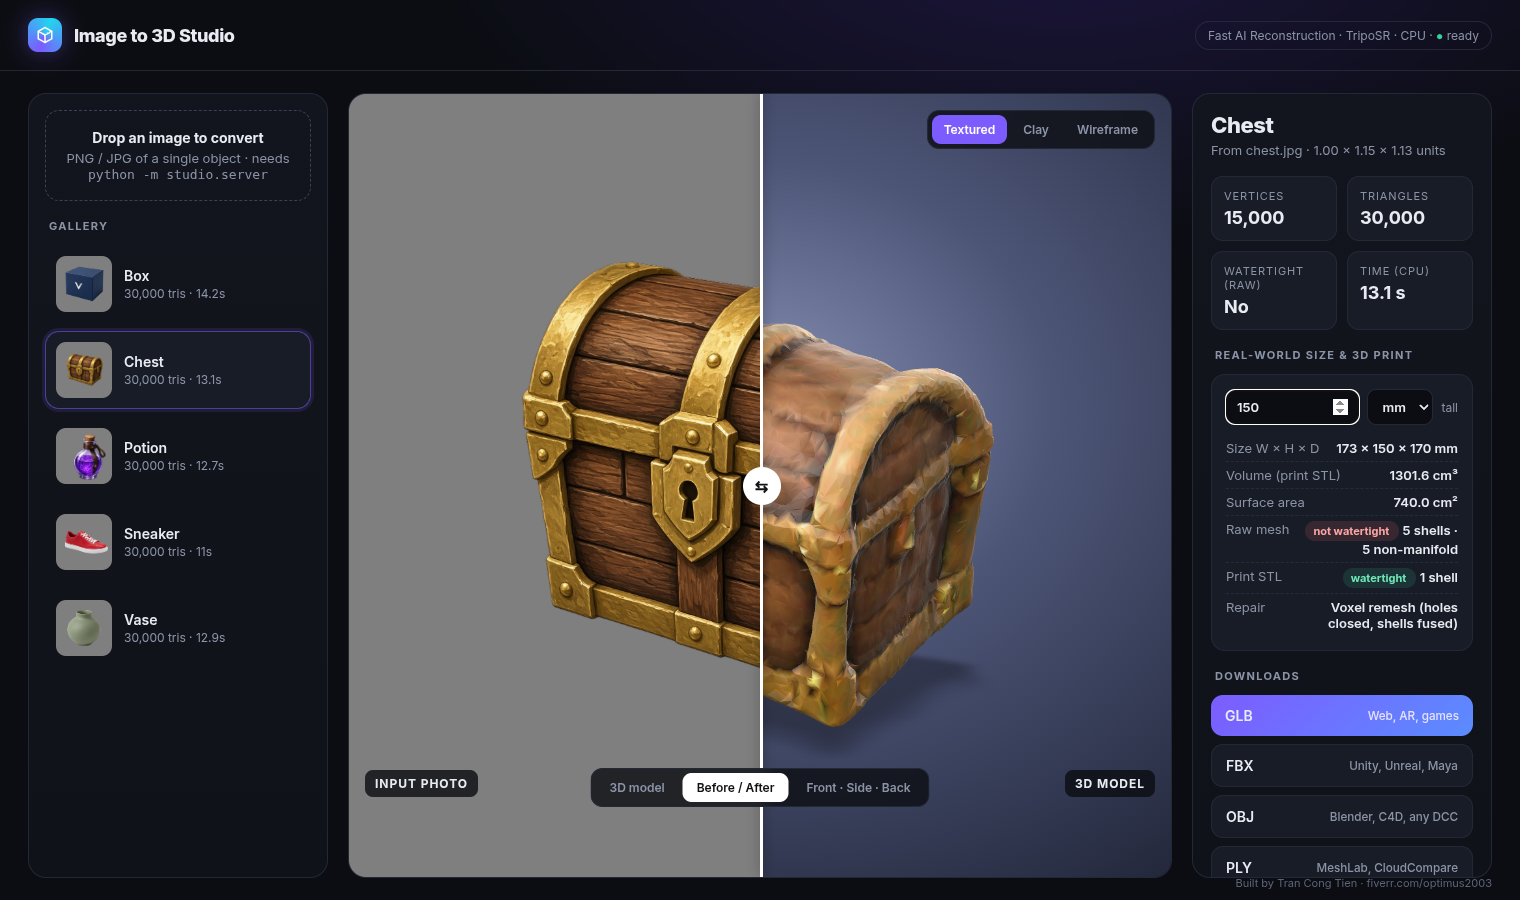 Image to 3D Studio
Fast AI Reconstruction · TripoSR · CPU · ● ready
Drop an image to convert
PNG / JPG of a single object · needs
python -m studio.server
GALLERY
Box
30,000 tris · 14.2s
Chest
30,000 tris · 13.1s
Potion
30,000 tris · 12.7s
Sneaker
30,000 tris · 11s
Vase
30,000 tris · 12.9s
Textured Clay Wireframe
INPUT PHOTO
3D model Before / After Front · Side · Back
3D MODEL
Chest
From chest.jpg · 1.00 × 1.15 × 1.13 units
VERTICES
15,000
TRIANGLES
30,000
WATERTIGHT
(RAW)
No
TIME (CPU)
13.1 s
REAL-WORLD SIZE & 3D PRINT
150 mm tall
Size W × H × D 173 × 150 × 170 mm
Volume (print STL) 1301.6 cm³
Surface area 740.0 cm²
Raw mesh not watertight 5 shells ·
5 non-manifold
Print STL watertight 1 shell
Repair Voxel remesh (holes
closed, shells fused)
DOWNLOADS
GLB Web, AR, games
FBX Unity, Unreal, Maya
OBJ Blender, C4D, any DCC
PLY MeshLab, CloudCompare
Built by Tran Cong Tien · fiverr.com/optimus2003